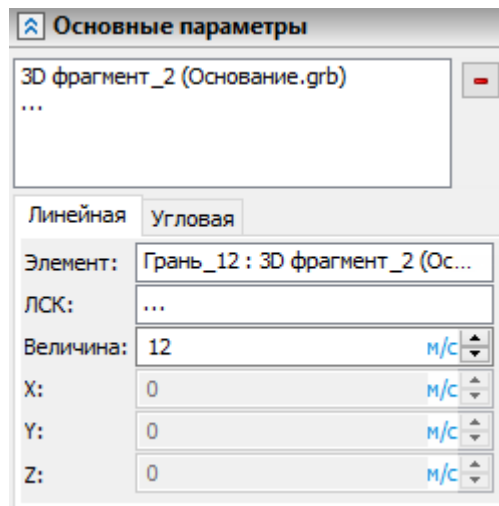 Основные параметры
3D фрагмент_2 (Основание.grb)
...
Линейная Угловая
Элемент: Грань_12 : 3D фрагмент_2 (Ос...
ЛСК: ...
Величина: 12 м/с
X: 0 м/с
Y: 0 м/с
Z: 0 м/с